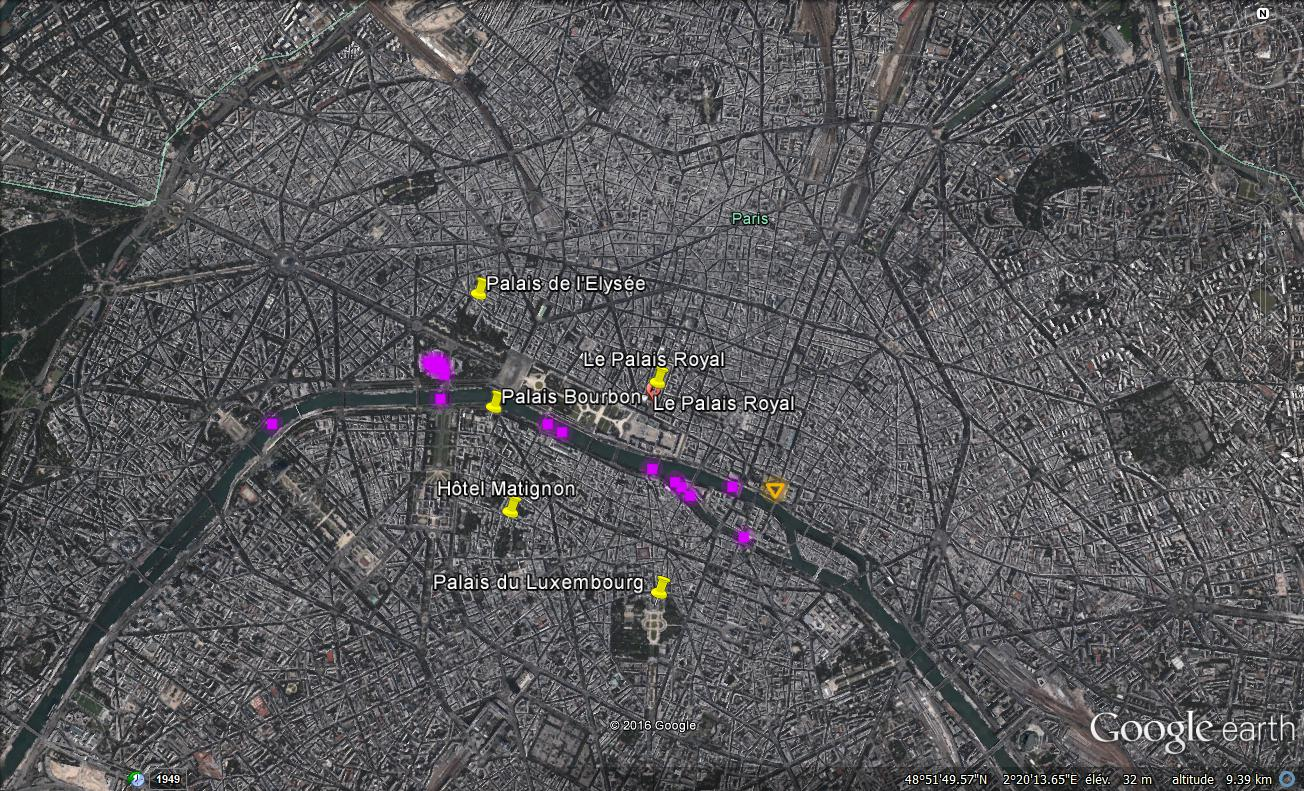 N
Paris
Palais de l'Elysée
Le Palais Royal
Palais Bourbon
Le Palais Royal
Hôtel Matignon
Palais du Luxembourg
© 2016 Google
Google earth
1949
48°51'49.57"N 2°20'13.65"E élév. 32 m altitude 9.39 km